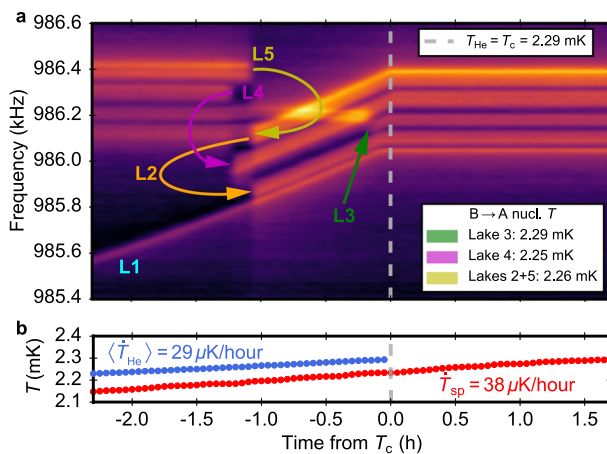 a
986.6
986.4
986.2
986.0
985.8
985.6
985.4
Frequency (kHz)
T_He = T_c = 2.29 mK
L5
L4
L2
L3
L1
B → A nucl. T
Lake 3: 2.29 mK
Lake 4: 2.25 mK
Lakes 2+5: 2.26 mK
b
2.4
2.3
2.2
2.1
T (mK)
⟨Ṫ_He⟩ = 29 μK/hour
Ṫ_sp = 38 μK/hour
-2.0 -1.5 -1.0 -0.5 0.0 0.5 1.0 1.5
Time from T_c (h)